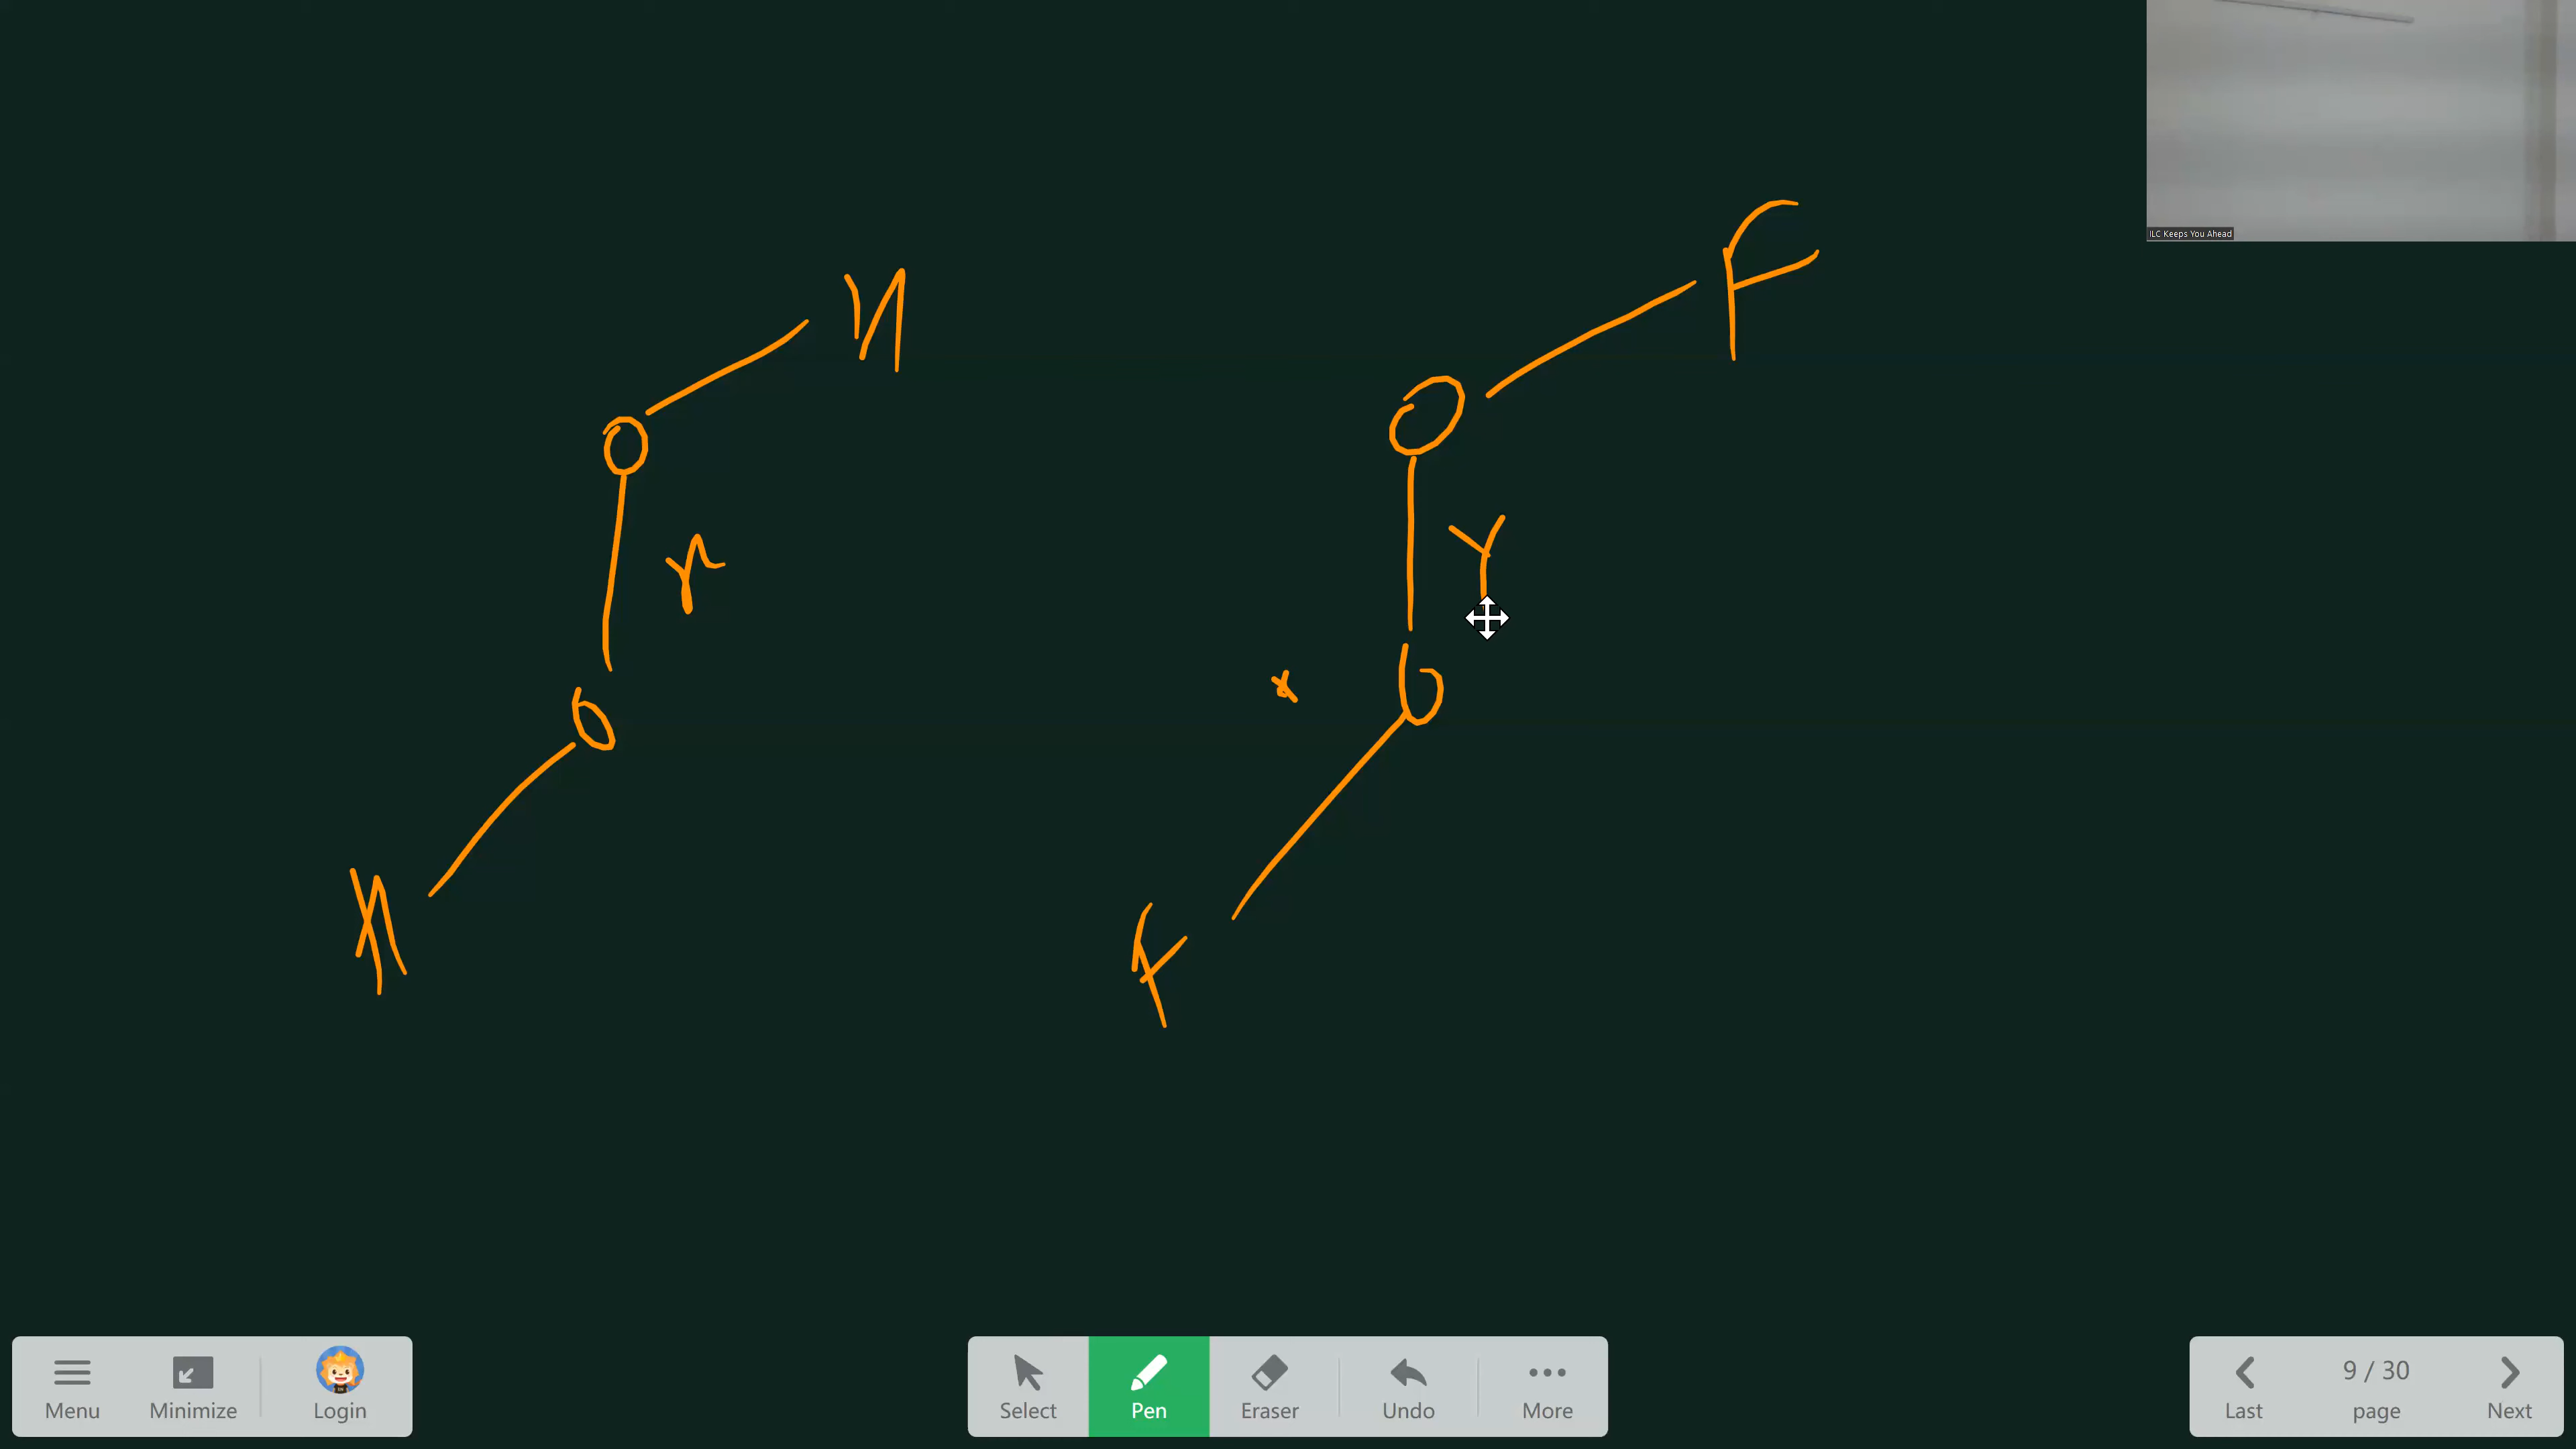 ILC Keeps You Ahead
F
O
O
Y
O
F
Menu
Minimize
Login
Select
Pen
Eraser
Undo
More
Last
9 / 30
page
Next